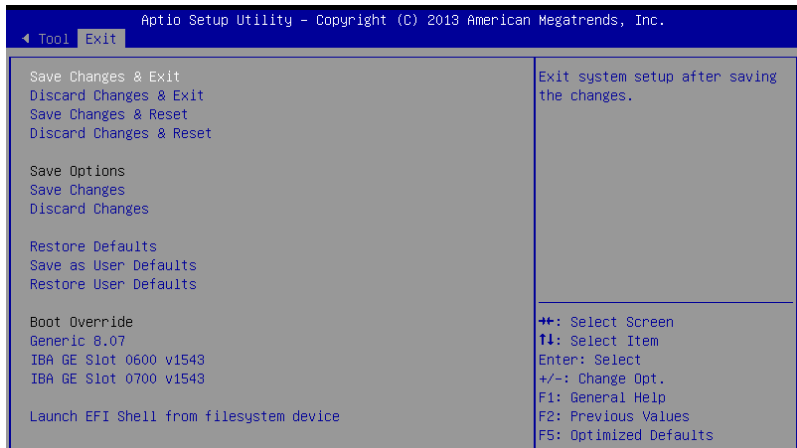 Aptio Setup Utility – Copyright (C) 2013 American Megatrends, Inc.
◄ Tool Exit
Save Changes & Exit
Discard Changes & Exit
Save Changes & Reset
Discard Changes & Reset
Save Options
Save Changes
Discard Changes
Restore Defaults
Save as User Defaults
Restore User Defaults
Boot Override
Generic 8.07
IBA GE Slot 0600 v1543
IBA GE Slot 0700 v1543
Launch EFI Shell from filesystem device
Exit system setup after saving
the changes.
→←: Select Screen
↑↓: Select Item
Enter: Select
+/-: Change Opt.
F1: General Help
F2: Previous Values
F5: Optimized Defaults